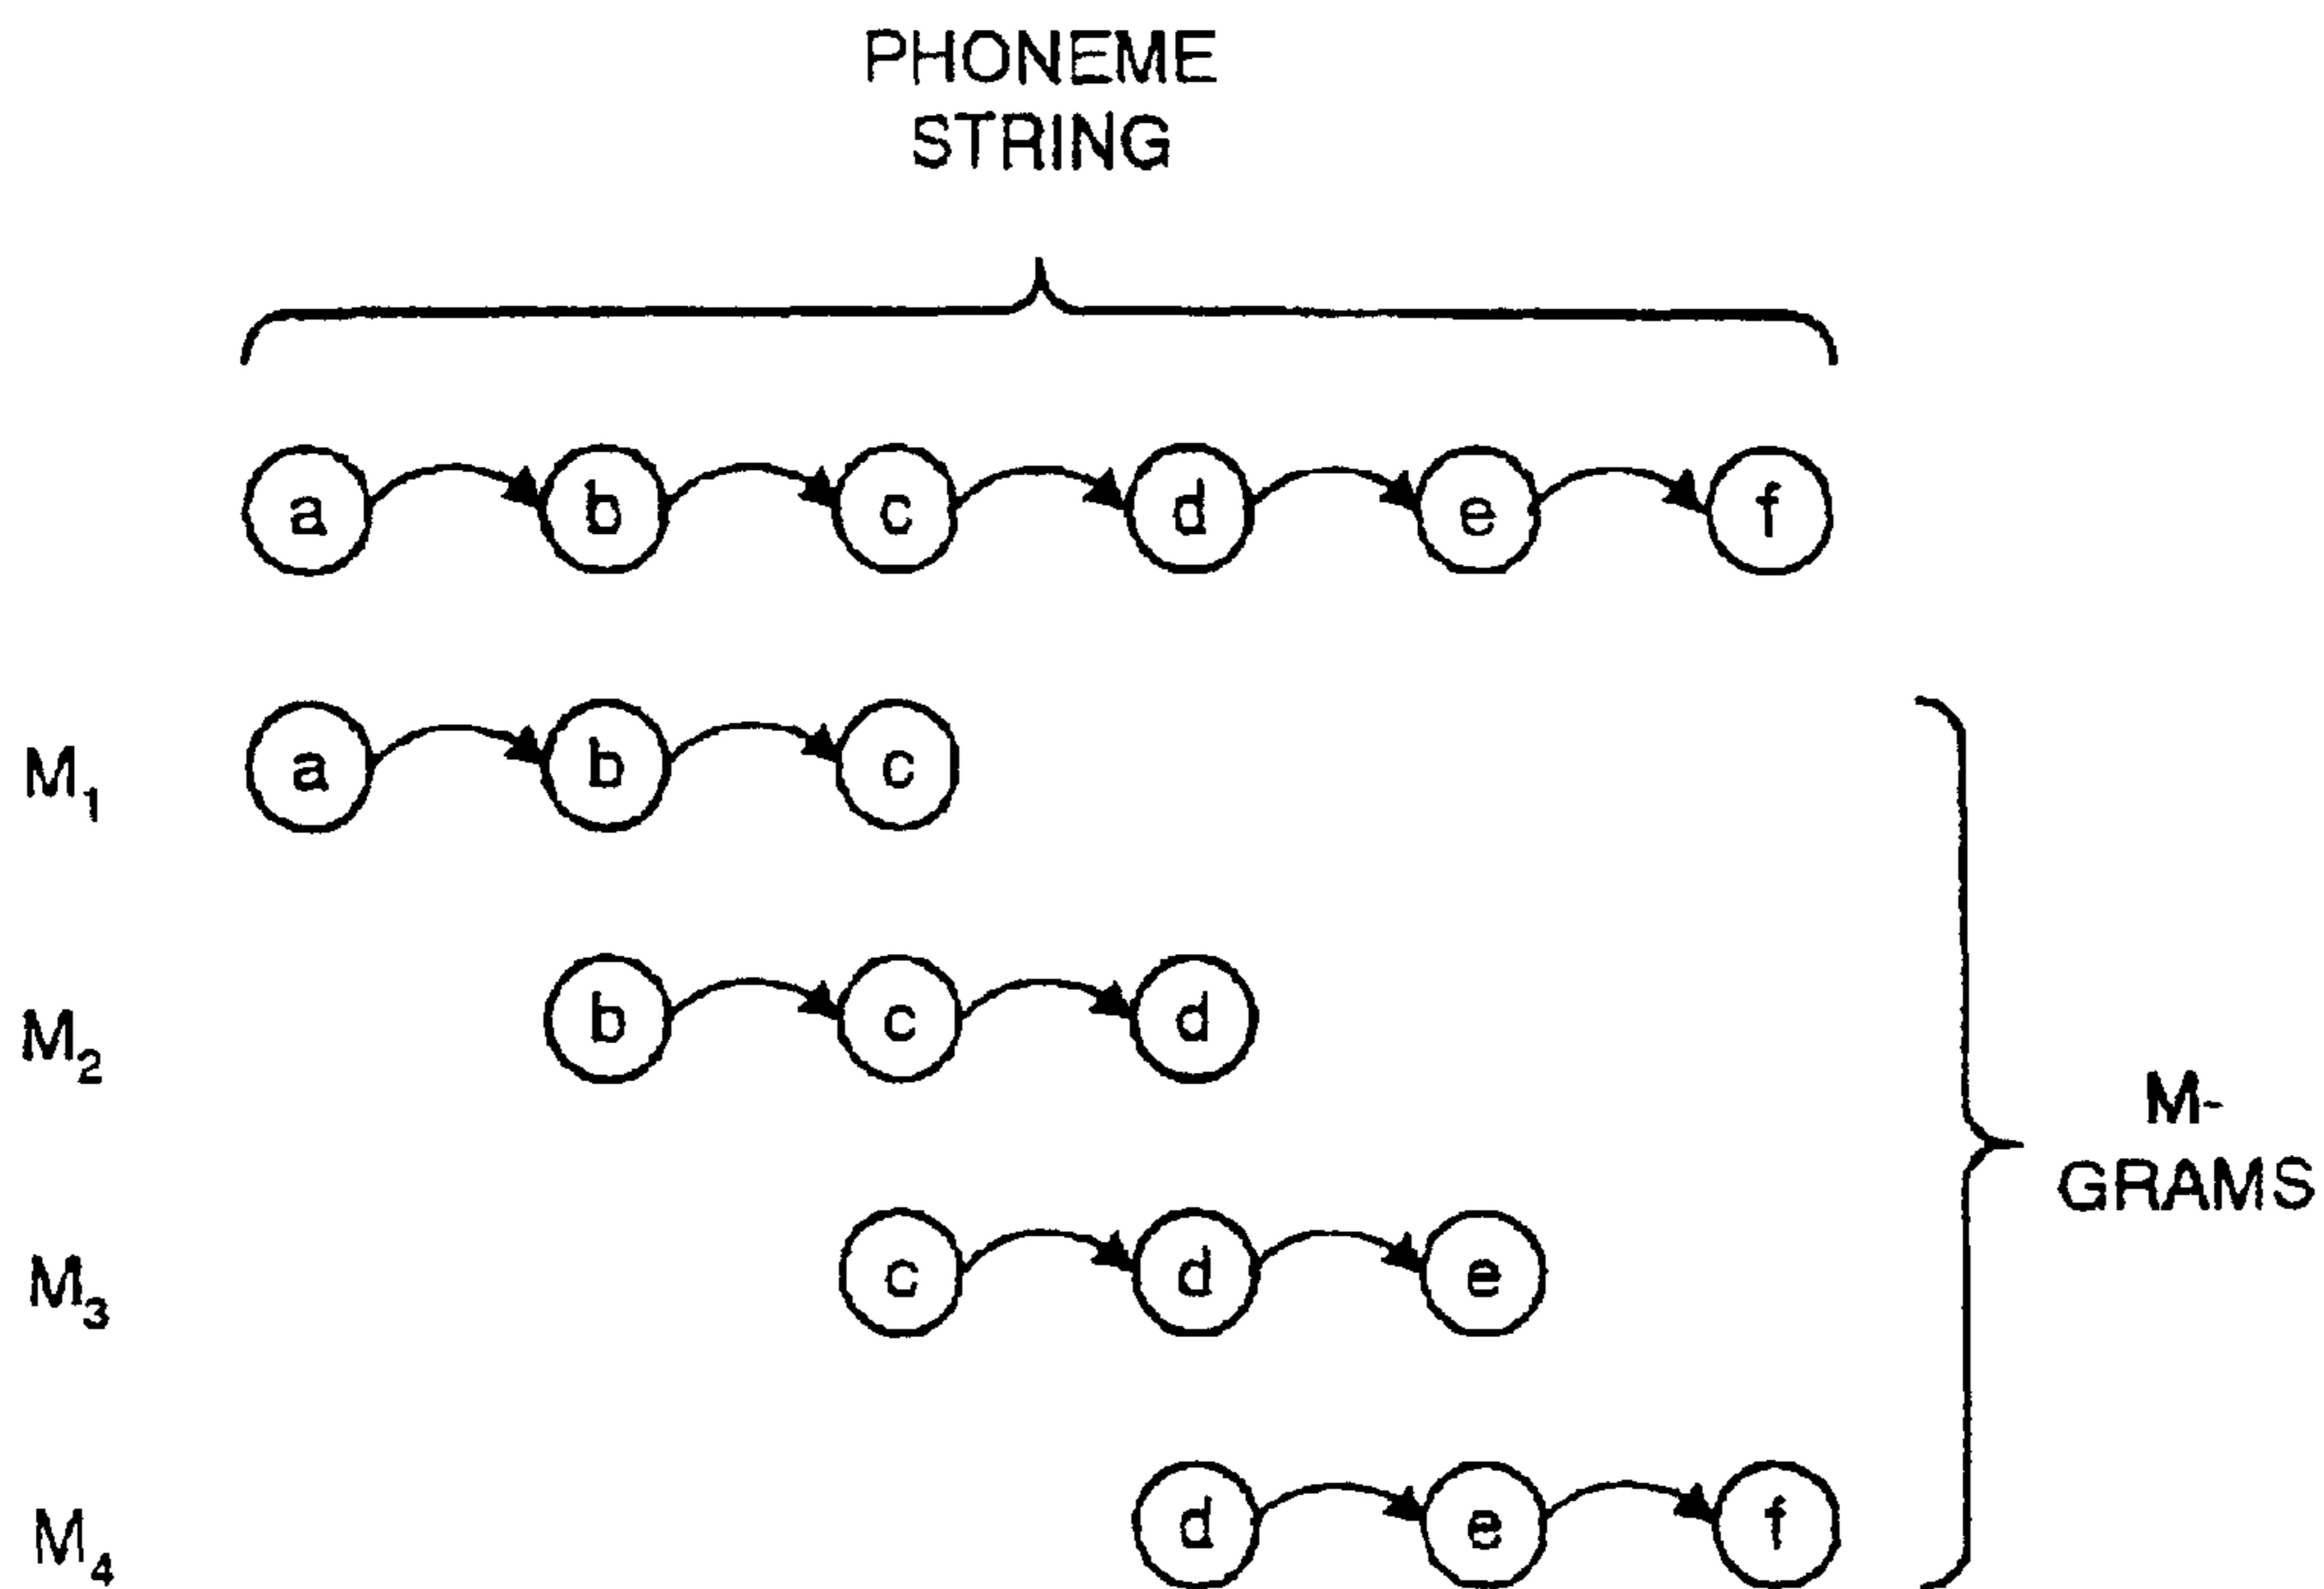 PHONEME
STRING
a b c d e f
M1 a b c
M2 b c d
M3 c d e
M4 d e f
M-
GRAMS